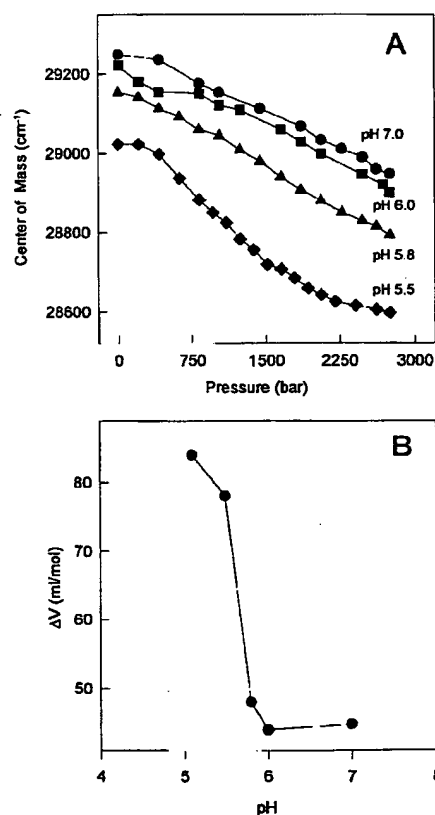 A
29200
29000
28800
28600
Center of Mass (cm⁻¹)
pH 7.0
pH 6.0
pH 5.8
pH 5.5
0 750 1500 2250 3000
Pressure (bar)
B
80
70
60
50
ΔV (ml/mol)
4 5 6 7 8
pH